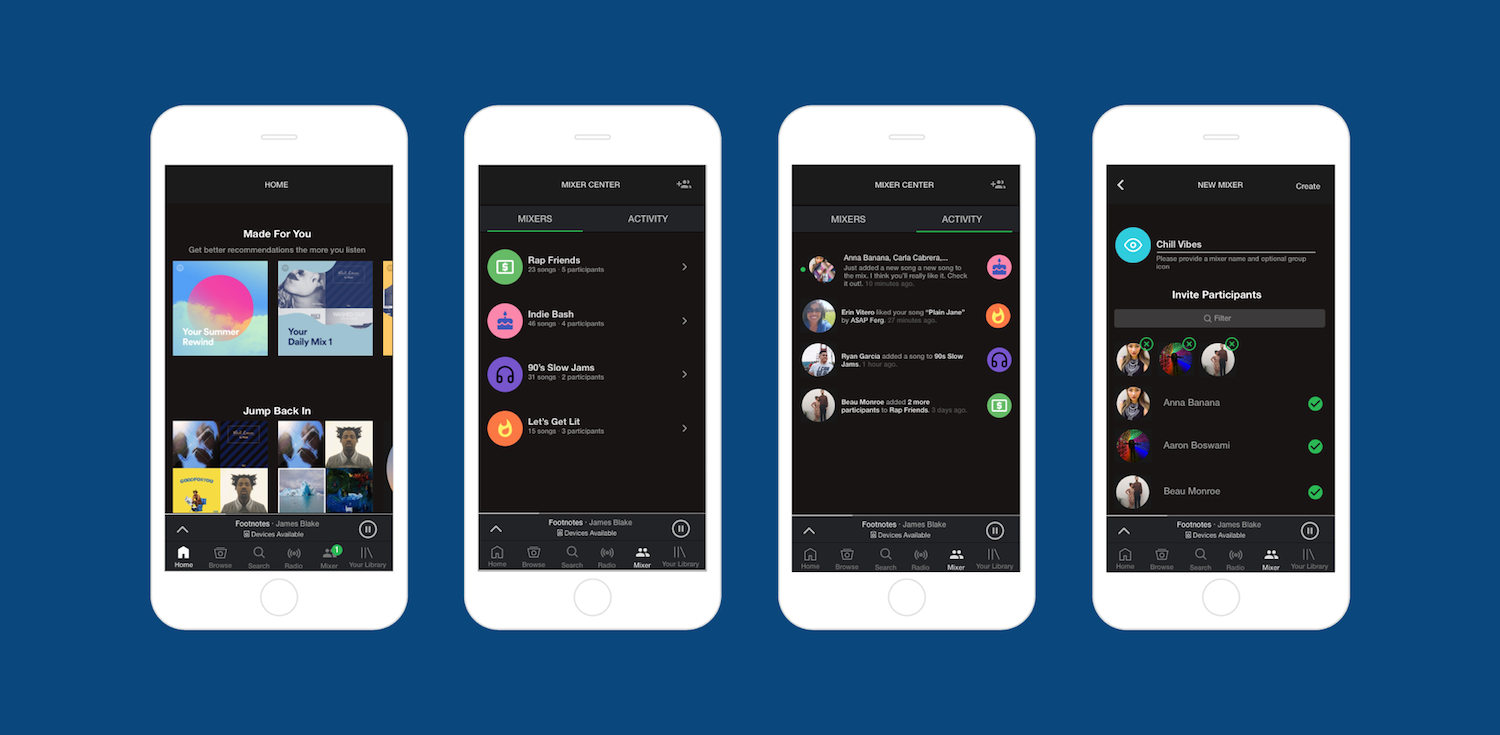 HOME
Made For You
Get better recommendations the more you listen
Your Summer
Rewind
Your
Daily Mix 1
Jump Back In
GOODFORYOU
Footnotes · James Blake
Devices Available
1
Home
Browse
Search
Radio
Mixer
Your Library
MIXER CENTER
MIXERS
ACTIVITY
Rap Friends
23 songs · 5 participants
Indie Bash
46 songs · 4 participants
90's Slow Jams
31 songs · 2 participants
Let's Get Lit
15 songs · 3 participants
Footnotes · James Blake
Devices Available
Home
Browse
Search
Radio
Mixer
Your Library
MIXER CENTER
MIXERS
ACTIVITY
Anna Banana, Carla Cabrera,...
Just added a new song a new song to
the mix. I think you'll really like it. Check
it out!. 10 minutes ago.
Erin Vitero liked your song “Plain Jane”
by ASAP Ferg. 27 minutes ago.
Ryan Garcia added a song to 90s Slow
Jams. 1 hour ago.
Beau Monroe added 2 more
participants to Rap Friends. 3 days ago.
Footnotes · James Blake
Devices Available
Home
Browse
Search
Radio
Mixer
Your Library
NEW MIXER
Create
Chill Vibes
Please provide a mixer name and optional group
icon
Invite Participants
Filter
Anna Banana
Aaron Boswami
Beau Monroe
Footnotes · James Blake
Devices Available
Home
Browse
Search
Radio
Mixer
Your Library